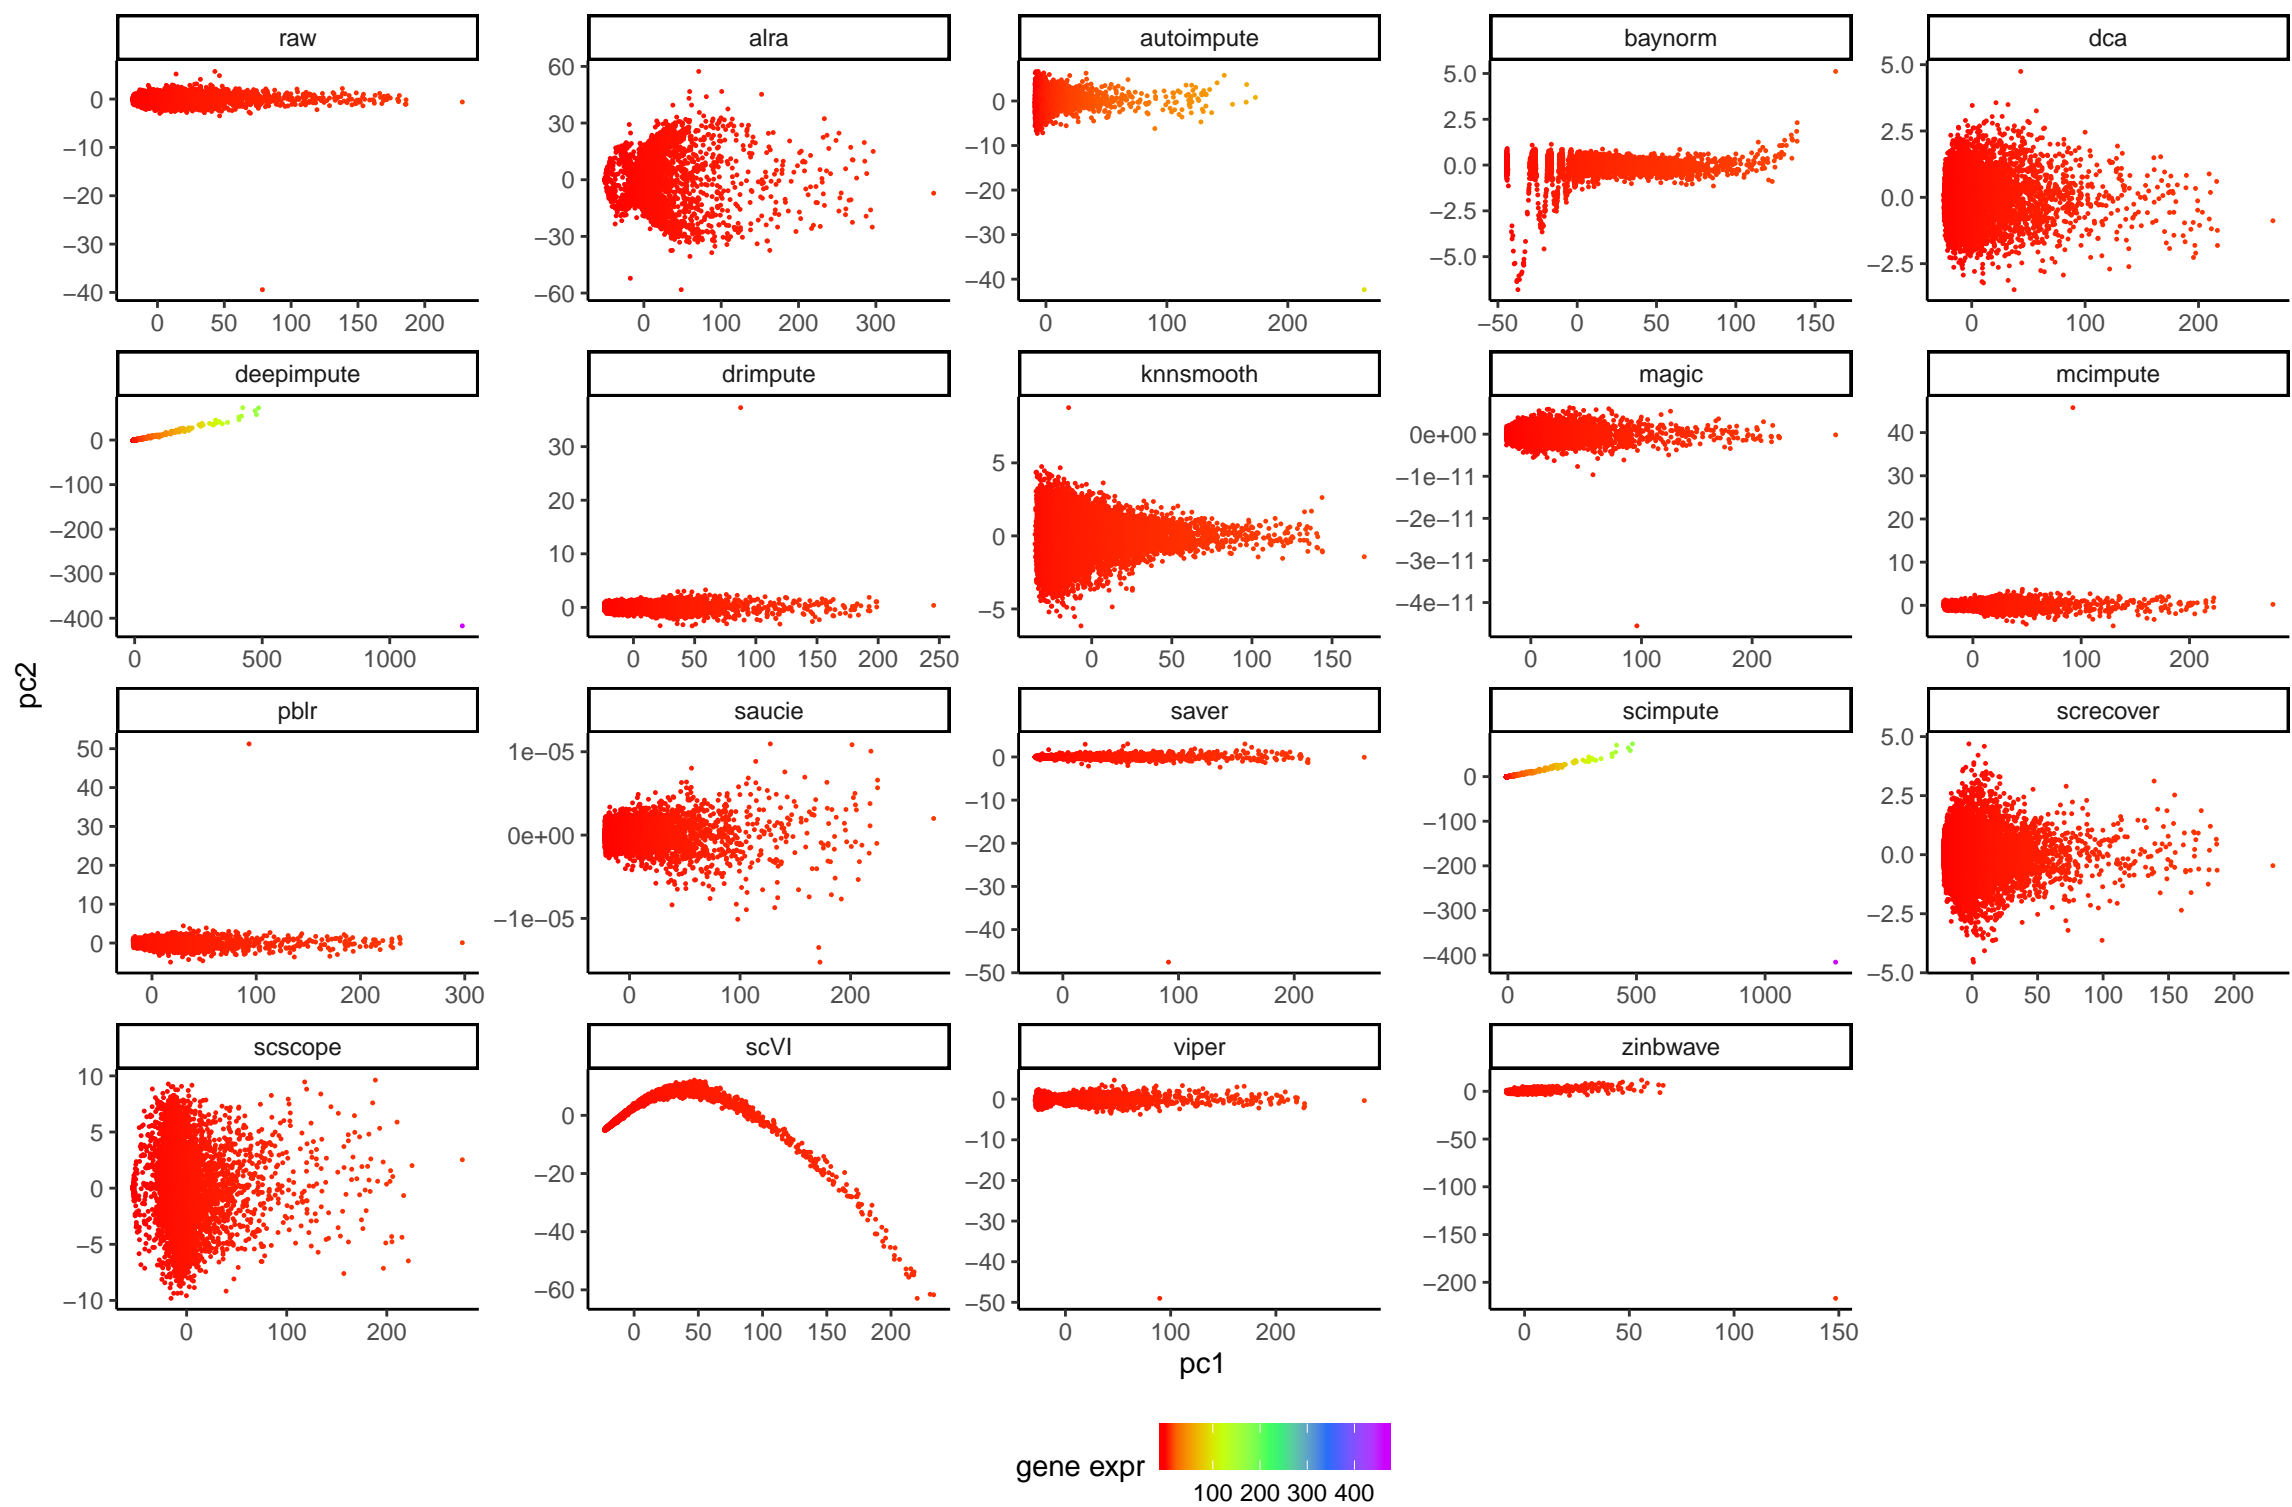 raw alra autoimpute baynorm dca
60 5.0 5.0
0 0 2.5
30 2.5
−10 −10 0.0
−20 0 −20 −2.5 0.0
−30 −30 −30 −5.0 −2.5
−40 −60 −40
0 50 100 150 200 0 100 200 300 0 100 200 −50 0 50 100 150 0 100 200
deepimpute drimpute knnsmooth magic mcimpute
0 30 5 0e+00 40
−100 −1e−11 30
−200 20 0 −2e−11 20
−300 10 −3e−11 10
−400 0 −5 −4e−11 0
0 500 1000 0 50 100 150 200 250 0 50 100 150 0 100 200 0 100 200
pc2
pblr saucie saver scimpute screcover
50 1e−05 0 0 5.0
40 −10 −100 2.5
30 0e+00 −20 −200 0.0
20 −30 −300 −2.5
10 −1e−05 −40 −400
0 −50 −5.0
0 100 200 300 0 100 200 0 100 200 0 500 1000 0 50 100 150 200
scscope scVI viper zinbwave
10 0 0 0
5 −20 −10 −50
0 −20 −100
−5 −40 −30 −150
−10 −60 −40 −200
−50
0 100 200 0 50 100 150 200 0 100 200 0 50 100 150
pc1
gene expr
100 200 300 400